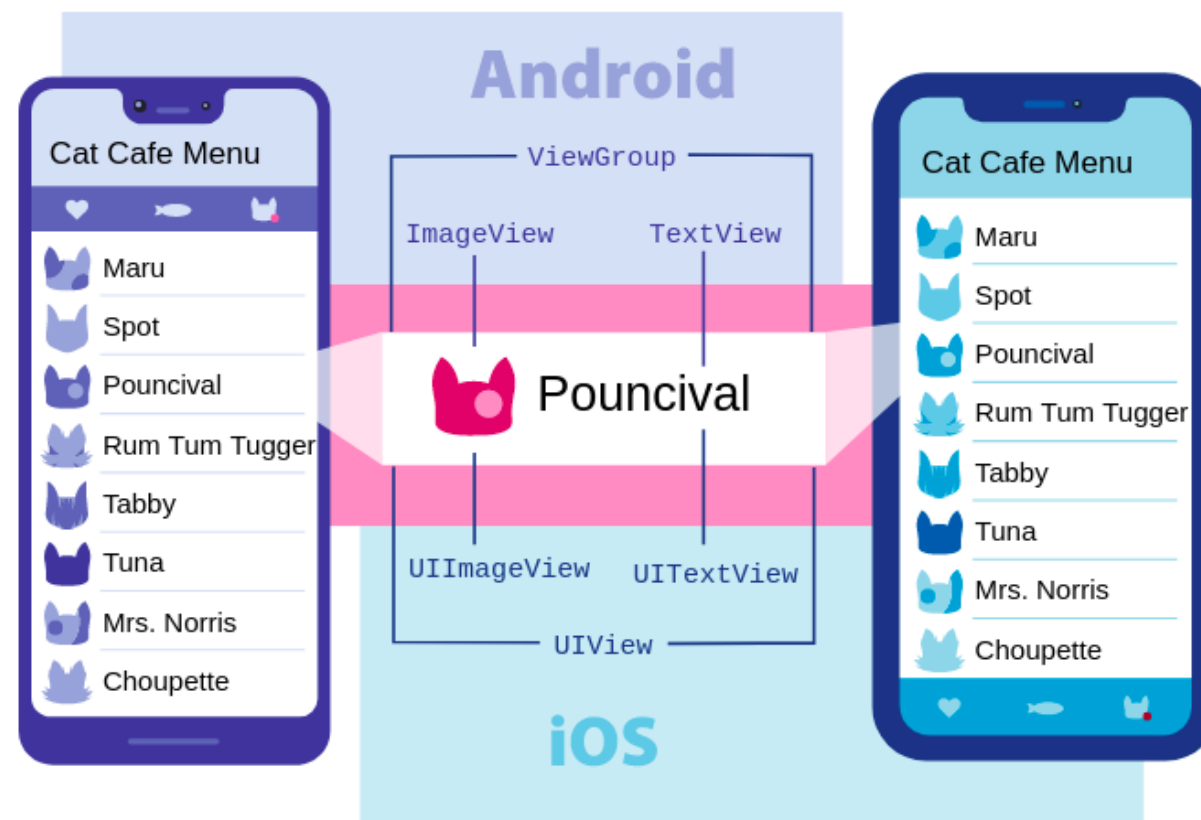 Android
Cat Cafe Menu
Maru
Spot
Pouncival
Rum Tum Tugger
Tabby
Tuna
Mrs. Norris
Choupette
ViewGroup
ImageView
TextView
Pouncival
UIImageView
UITextView
UIView
iOS
Cat Cafe Menu
Maru
Spot
Pouncival
Rum Tum Tugger
Tabby
Tuna
Mrs. Norris
Choupette